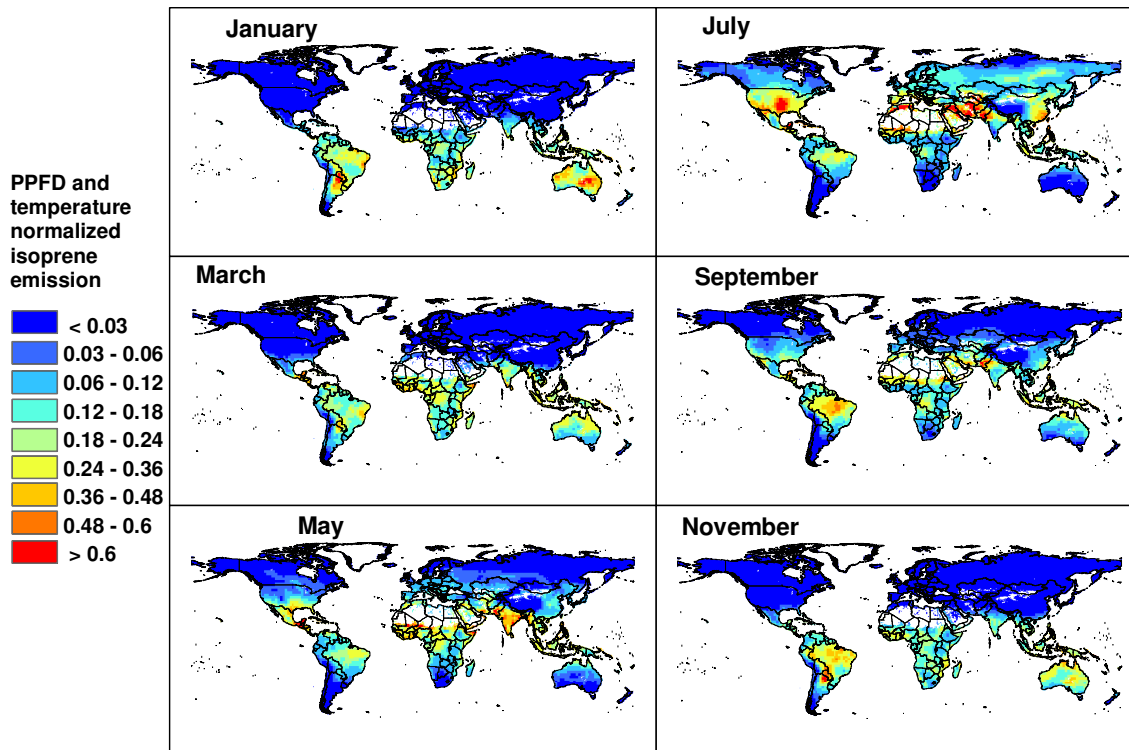 January
July
PPFD and
temperature
normalized
isoprene
emission
< 0.03
0.03 - 0.06
0.06 - 0.12
0.12 - 0.18
0.18 - 0.24
0.24 - 0.36
0.36 - 0.48
0.48 - 0.6
> 0.6
March
September
May
November